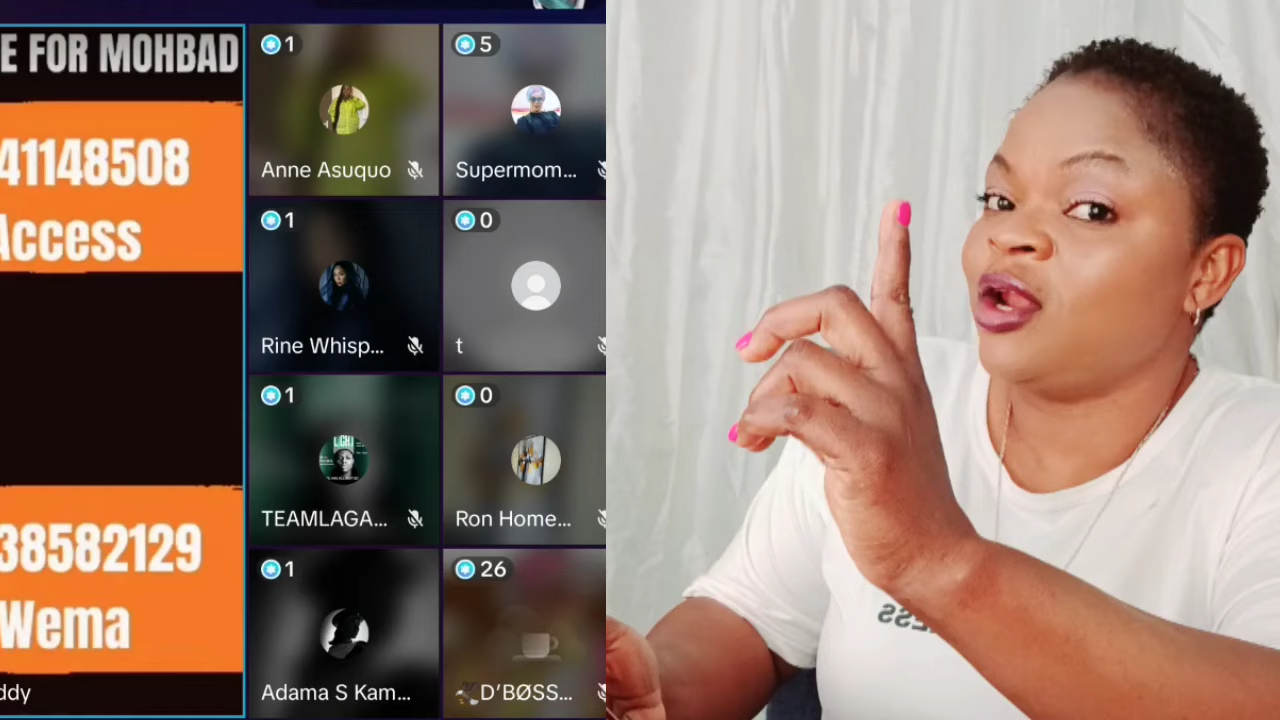 E FOR MOHBAD
41148508
Access
38582129
Wema
ddy
1
Anne Asuquo
5
Supermom...
1
Rine Whisp...
0
t
1
TEAMLAGA...
0
Ron Home...
1
Adama S Kam...
26
D'BØSS...